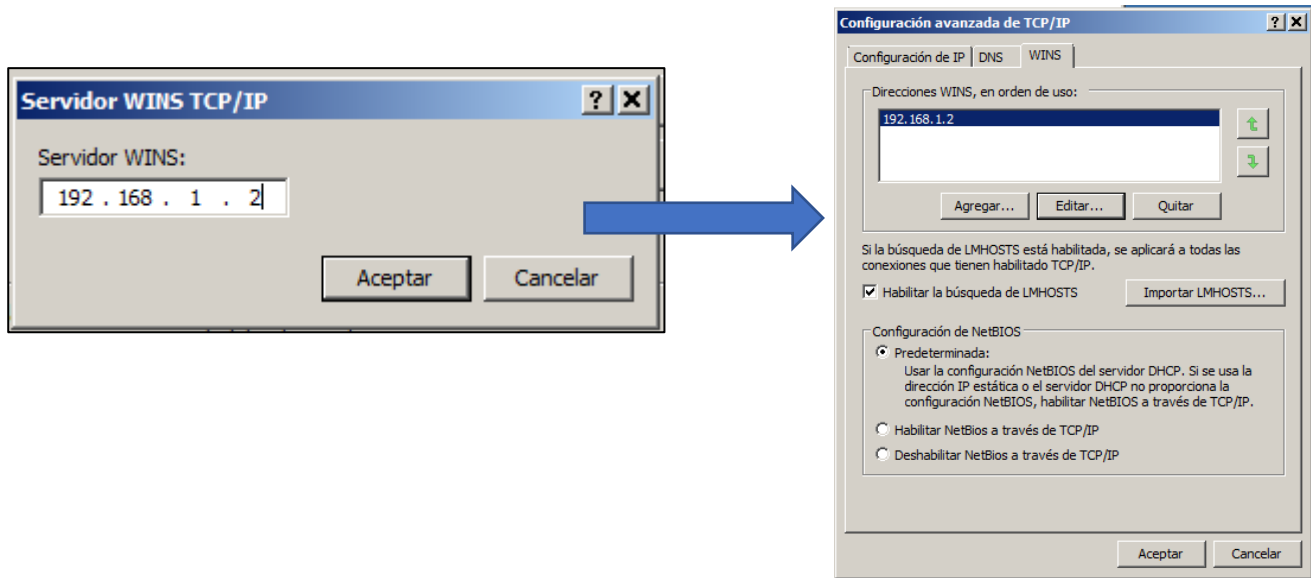 Servidor WINS TCP/IP
Servidor WINS:
192 . 168 . 1 . 2
Aceptar Cancelar
Configuración avanzada de TCP/IP
Configuración de IP DNS WINS
Direcciones WINS, en orden de uso:
192.168.1.2
Agregar... Editar... Quitar
Si la búsqueda de LMHOSTS está habilitada, se aplicará a todas las
conexiones que tienen habilitado TCP/IP.
Habilitar la búsqueda de LMHOSTS Importar LMHOSTS...
Configuración de NetBIOS
Predeterminada:
Usar la configuración NetBIOS del servidor DHCP. Si se usa la
dirección IP estática o el servidor DHCP no proporciona la
configuración NetBIOS, habilitar NetBIOS a través de TCP/IP.
Habilitar NetBios a través de TCP/IP
Deshabilitar NetBios a través de TCP/IP
Aceptar Cancelar